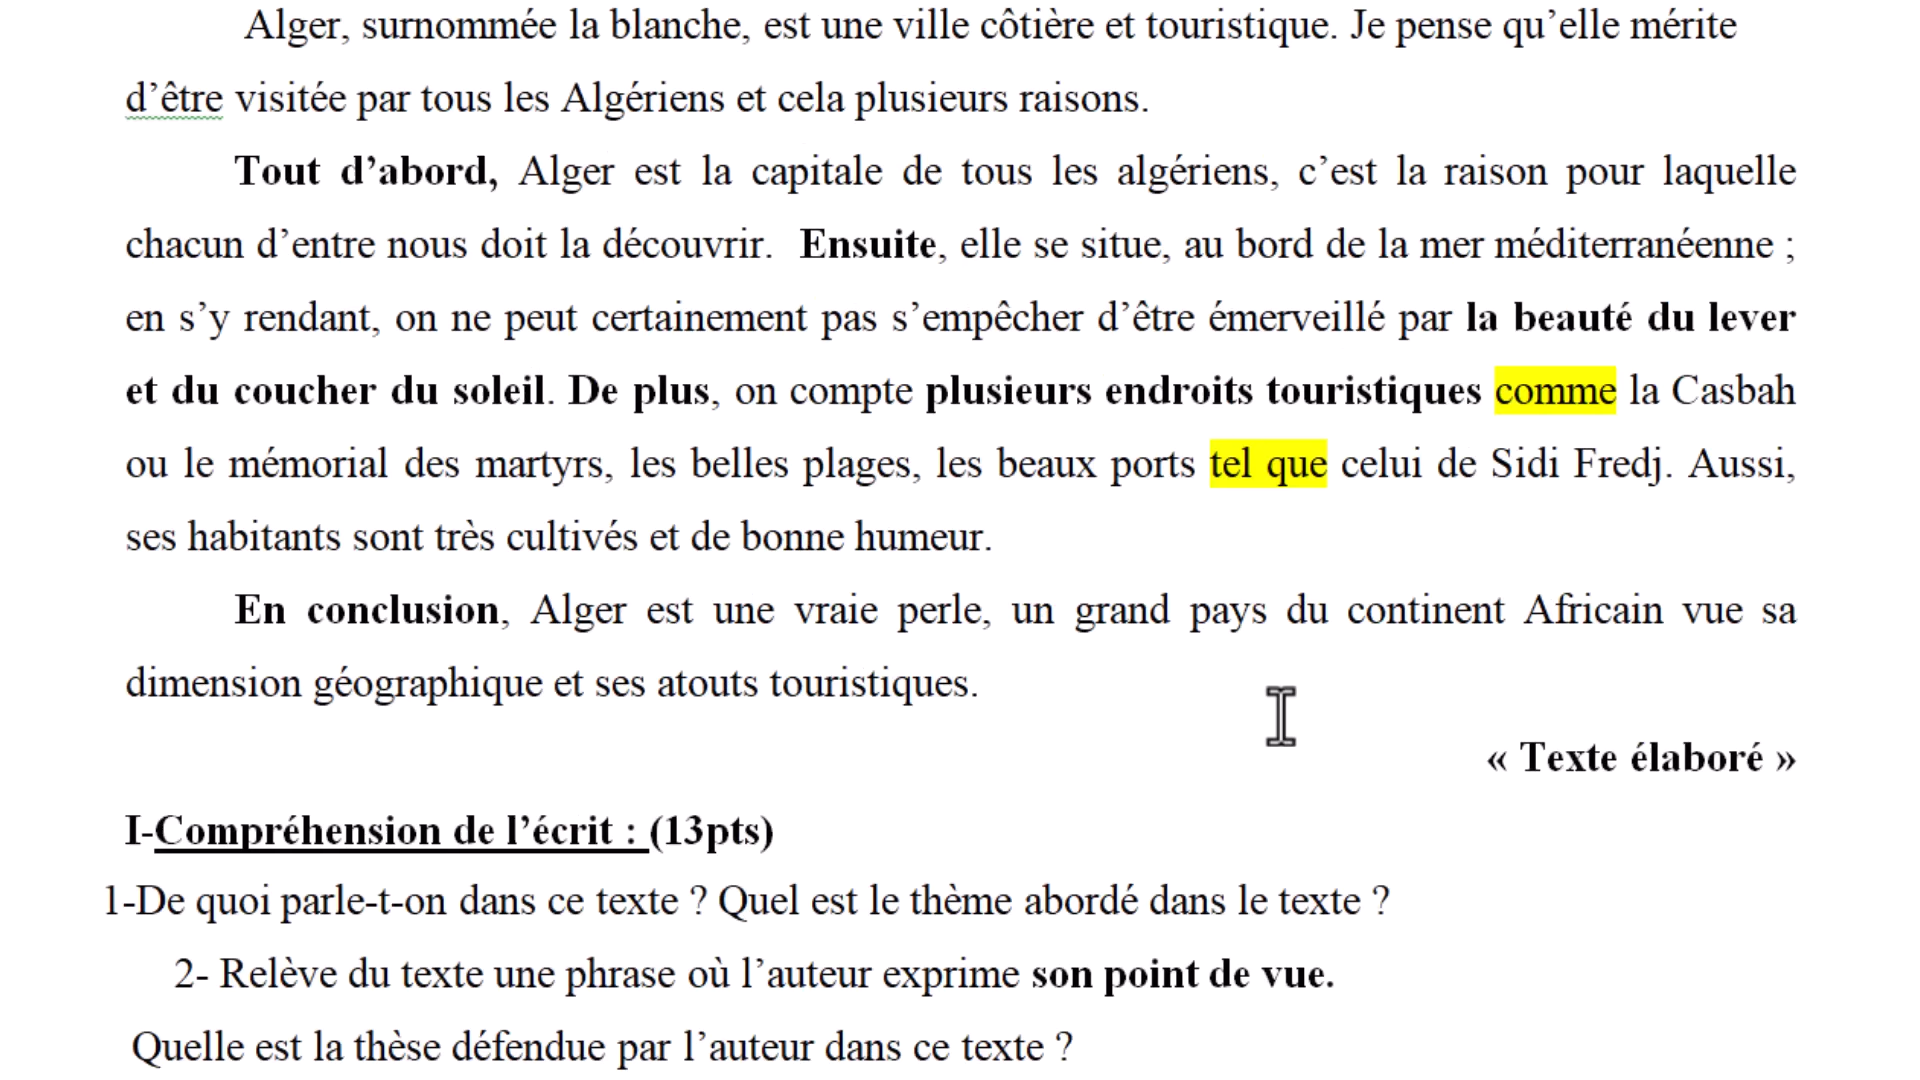 Alger, surnommée la blanche, est une ville côtière et touristique. Je pense qu’elle mérite
d’être visitée par tous les Algériens et cela plusieurs raisons.
Tout d’abord, Alger est la capitale de tous les algériens, c’est la raison pour laquelle
chacun d’entre nous doit la découvrir. Ensuite, elle se situe, au bord de la mer méditerranéenne ;
en s’y rendant, on ne peut certainement pas s’empêcher d’être émerveillé par la beauté du lever
et du coucher du soleil. De plus, on compte plusieurs endroits touristiques comme la Casbah
ou le mémorial des martyrs, les belles plages, les beaux ports tel que celui de Sidi Fredj. Aussi,
ses habitants sont très cultivés et de bonne humeur.
En conclusion, Alger est une vraie perle, un grand pays du continent Africain vue sa
dimension géographique et ses atouts touristiques.
« Texte élaboré »
I-Compréhension de l’écrit : (13pts)
1-De quoi parle-t-on dans ce texte ? Quel est le thème abordé dans le texte ?
2- Relève du texte une phrase où l’auteur exprime son point de vue.
Quelle est la thèse défendue par l’auteur dans ce texte ?